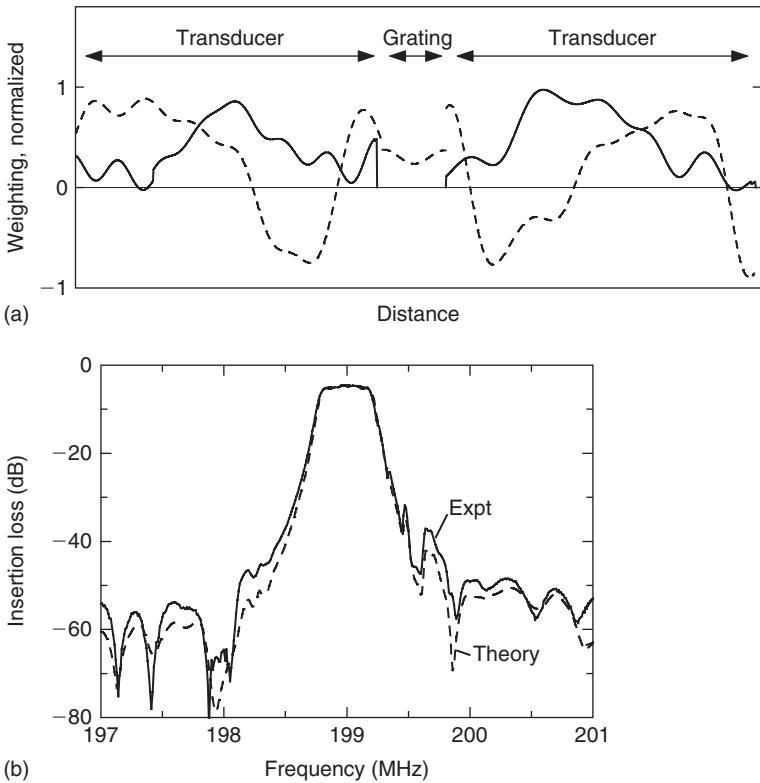 Transducer Grating Transducer
Weighting, normalized
1
0
−1
(a)
Distance
Insertion loss (dB)
0
−20
−40
−60
−80
Expt
Theory
197 198 199 200 201
(b)
Frequency (MHz)